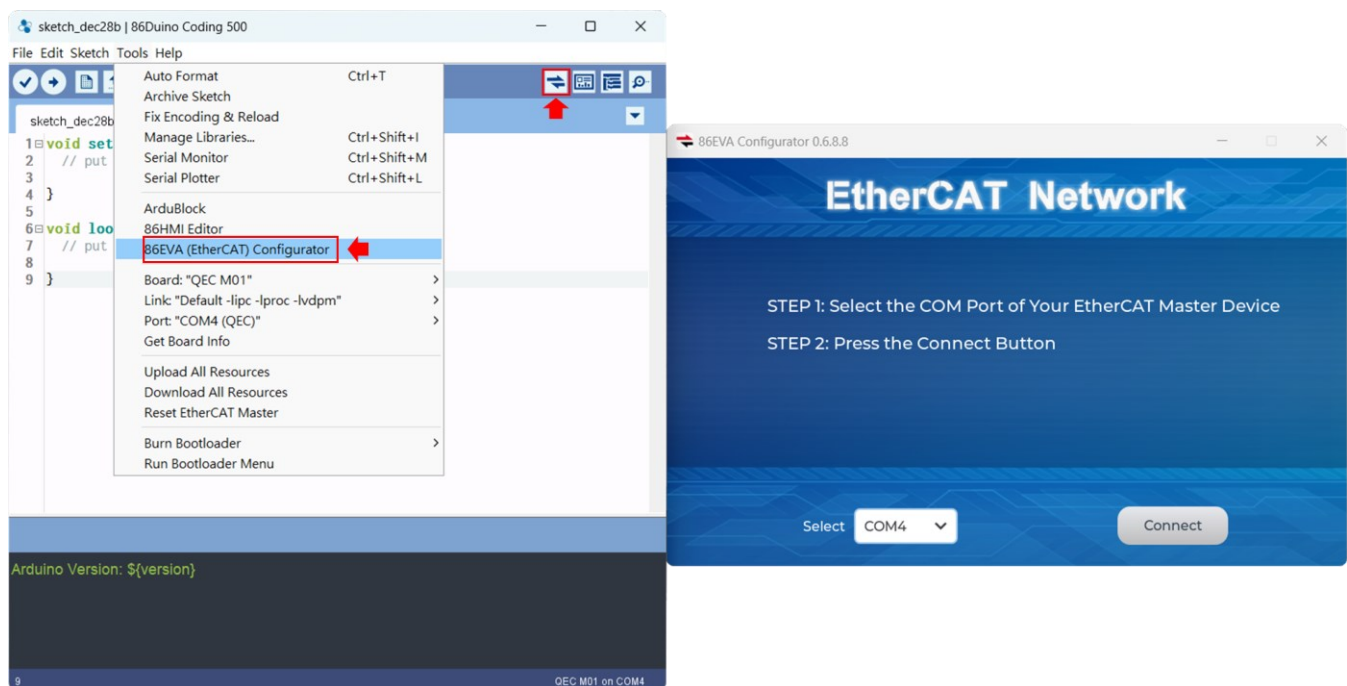 sketch_dec28b | 86Duino Coding 500
File Edit Sketch Tools Help
sketch_dec28b
1 void set
2 // put
3
4 }
5
6 void loo
7 // put
8
9 }
Auto Format Ctrl+T
Archive Sketch
Fix Encoding & Reload
Manage Libraries... Ctrl+Shift+I
Serial Monitor Ctrl+Shift+M
Serial Plotter Ctrl+Shift+L
ArduBlock
86HMI Editor
86EVA (EtherCAT) Configurator
Board: "QEC M01"
Link: "Default -lipc -lproc -lvdpm"
Port: "COM4 (QEC)"
Get Board Info
Upload All Resources
Download All Resources
Reset EtherCAT Master
Burn Bootloader
Run Bootloader Menu
Arduino Version: ${version}
9 QEC M01 on COM4
86EVA Configurator 0.6.8.8
EtherCAT Network
STEP 1: Select the COM Port of Your EtherCAT Master Device
STEP 2: Press the Connect Button
Select COM4 Connect